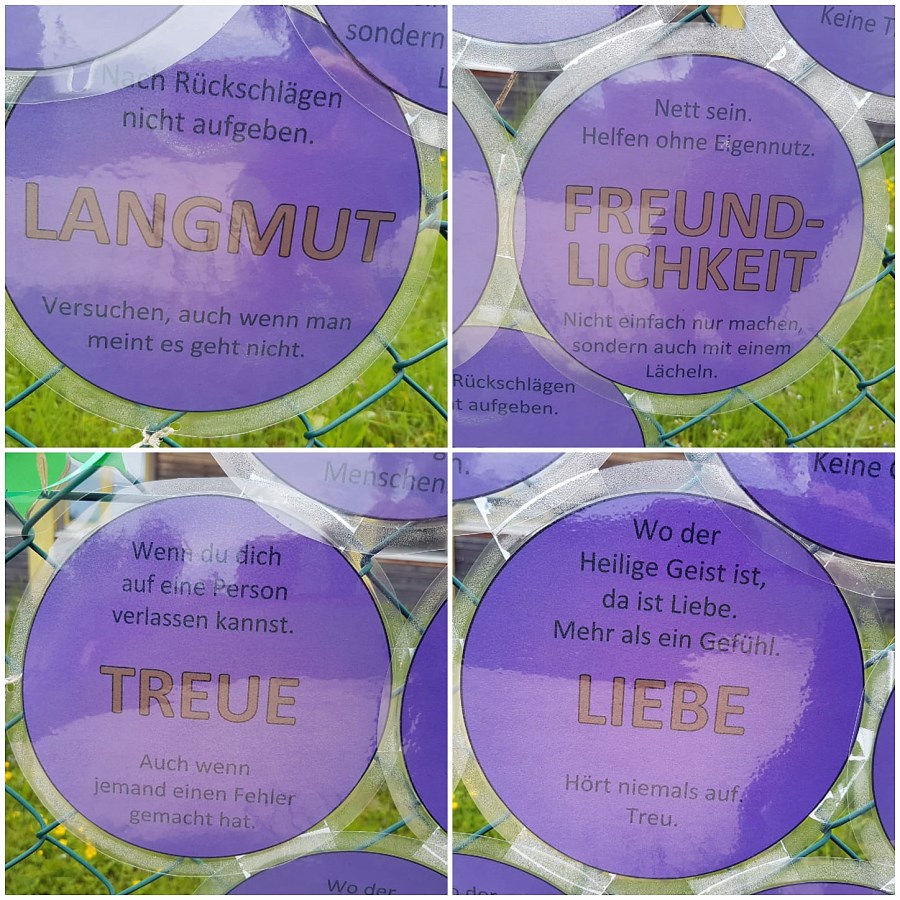 sondern
Nach Rückschlägen
nicht aufgeben.
LANGMUT
Versuchen, auch wenn man
meint es geht nicht.
Keine
Nett sein.
Helfen ohne Eigennutz.
FREUND-
LICHKEIT
Nicht einfach nur machen,
sondern auch mit einem
Lächeln.
Rückschlägen
aufgeben.
Menschen
Wenn du dich
auf eine Person
verlassen kannst.
TREUE
Auch wenn
jemand einen Fehler
gemacht hat.
Wo der
Keine
Wo der
Heilige Geist ist,
da ist Liebe.
Mehr als ein Gefühl.
LIEBE
Hört niemals auf.
Treu.
der